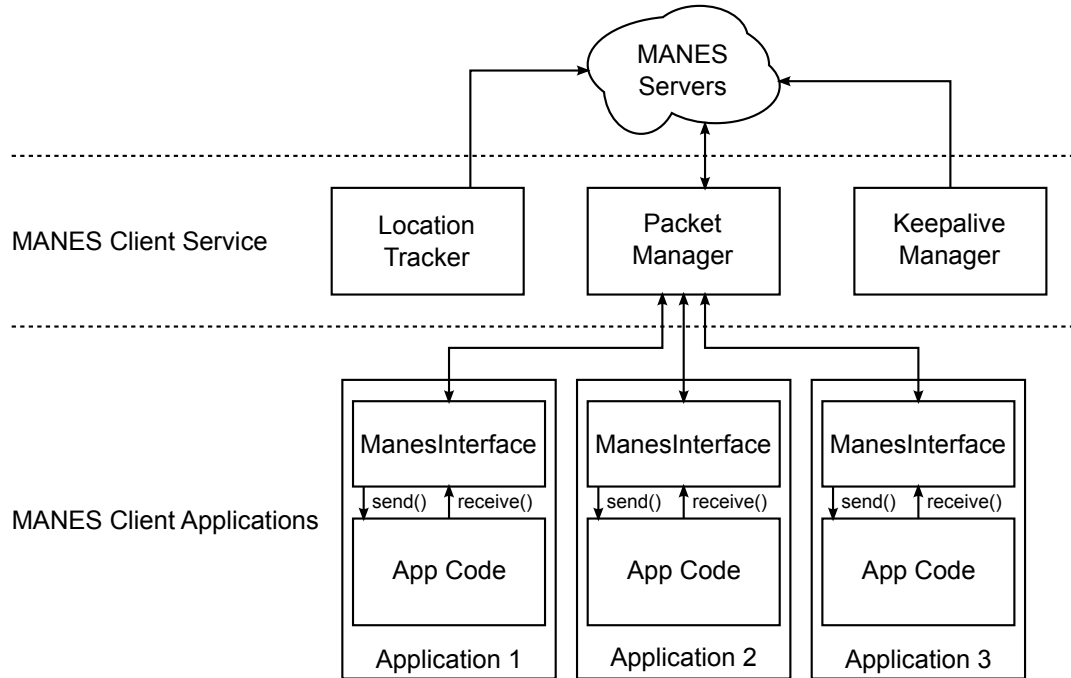 MANES
Servers
MANES Client Service
Location
Tracker
Packet
Manager
Keepalive
Manager
MANES Client Applications
ManesInterface
send()
receive()
App Code
Application 1
ManesInterface
send()
receive()
App Code
Application 2
ManesInterface
send()
receive()
App Code
Application 3